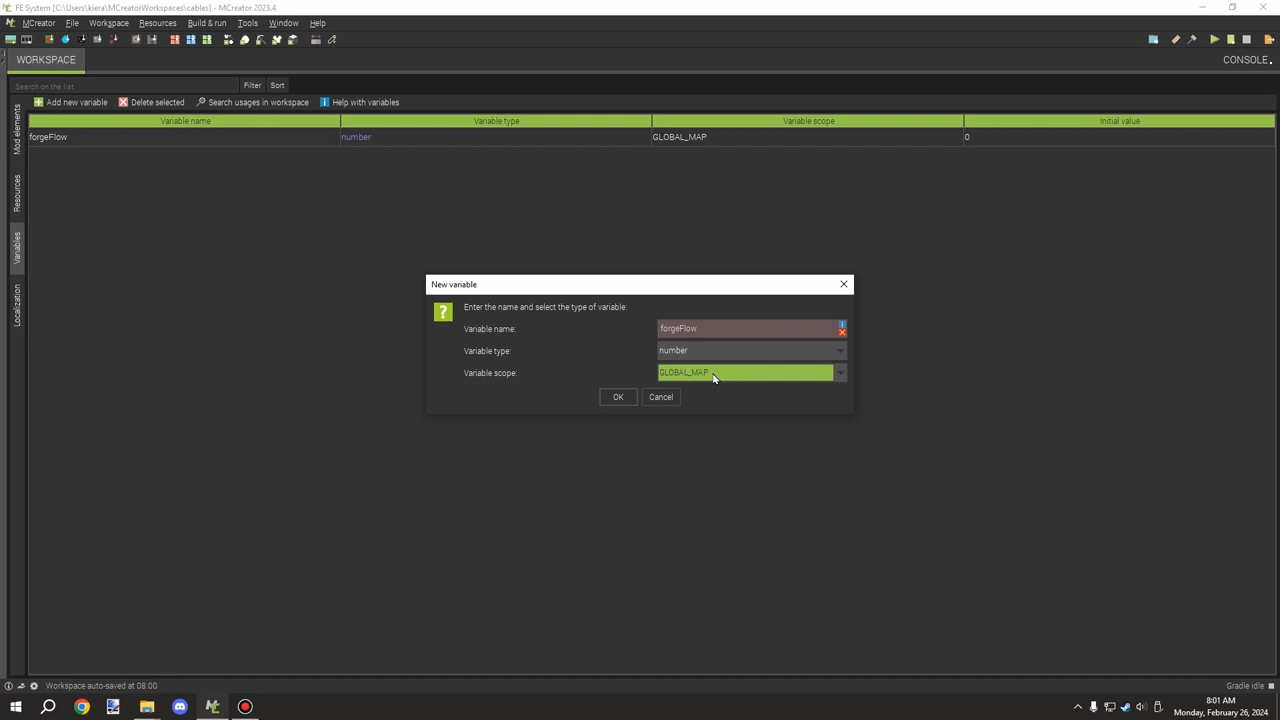 FE System [C:\Users\kiera\MCreatorWorkspaces\cables] - MCreator 2023.4
MCreator File Workspace Resources Build & run Tools Window Help
WORKSPACE
CONSOLE
Search on the list
Filter Sort
Add new variable Delete selected Search usages in workspace Help with variables
Variable name Variable type Variable scope Initial value
forgeFlow number GLOBAL_MAP 0
Mod elements
Resources
Variables
Localization
New variable
Enter the name and select the type of variable:
Variable name: forgeFlow
Variable type: number
Variable scope: GLOBAL_MAP
OK Cancel
Workspace auto-saved at 08:00
Gradle idle
8:01 AM
Monday, February 26, 2024